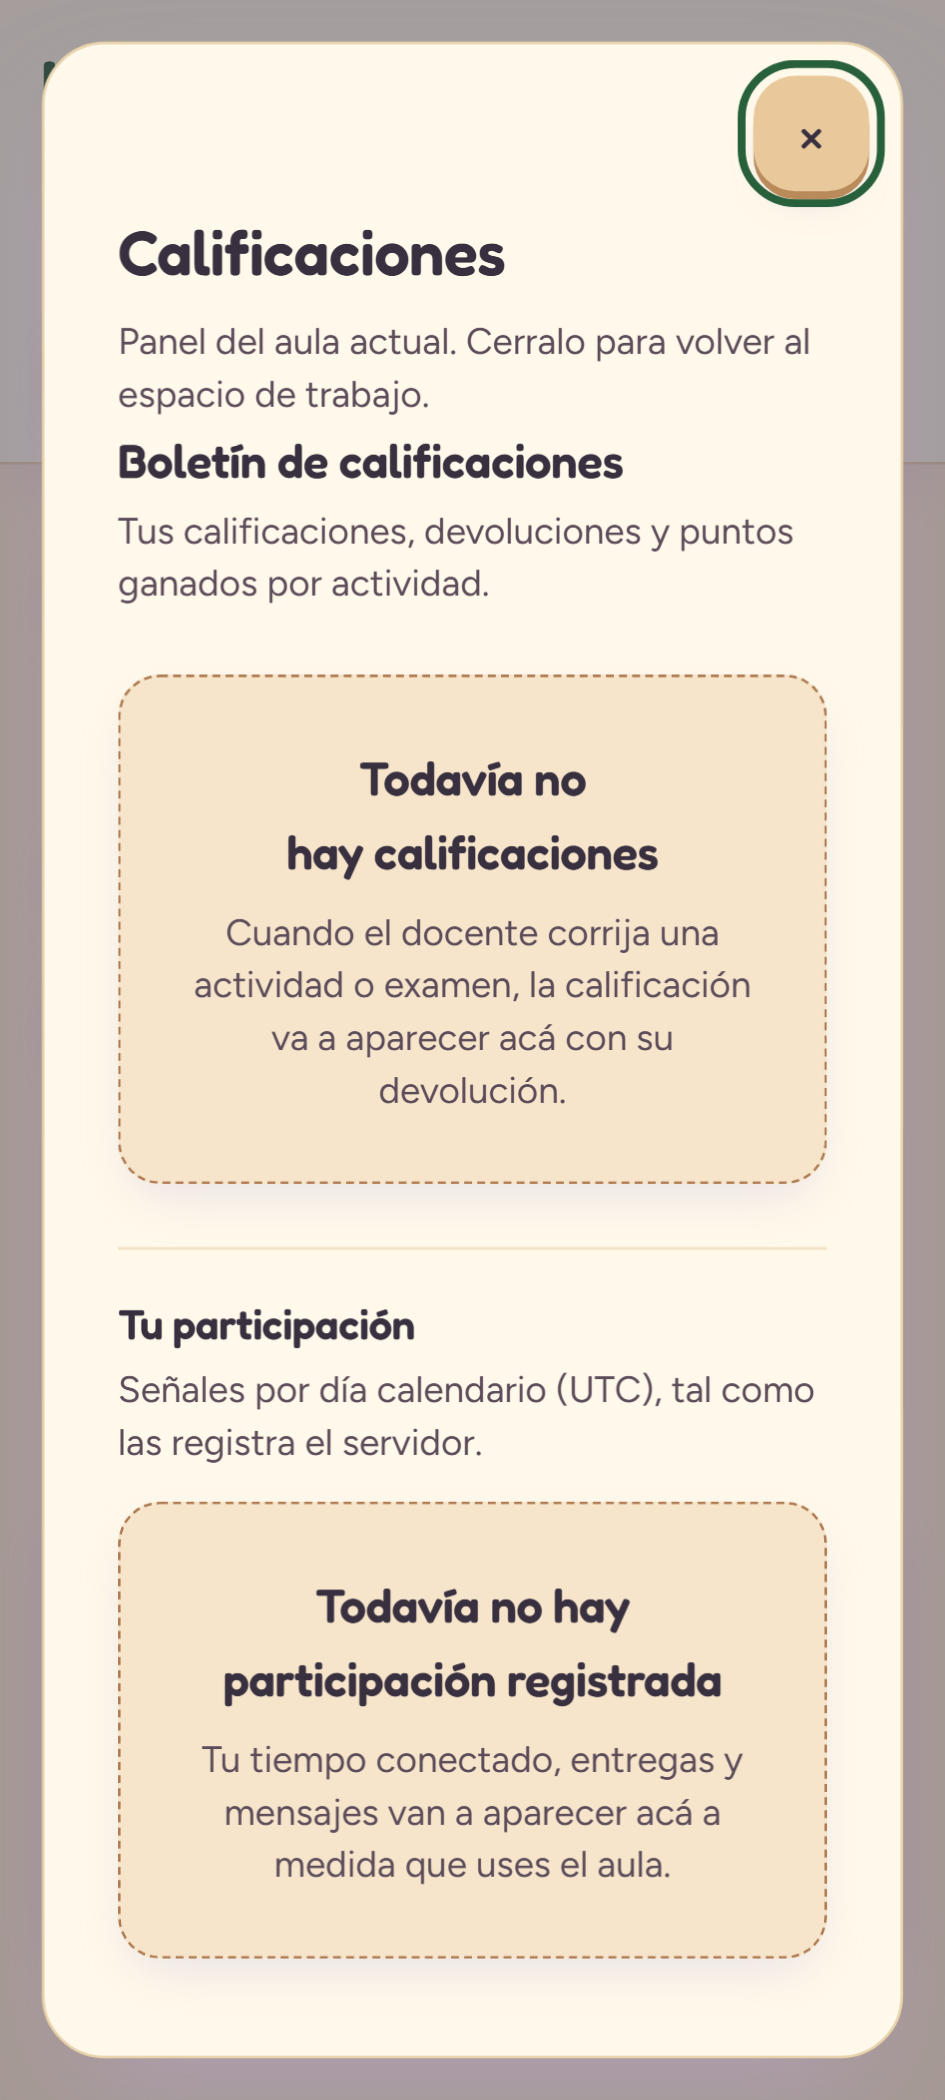 ×
Calificaciones
Panel del aula actual. Cerralo para volver al
espacio de trabajo.
Boletín de calificaciones
Tus calificaciones, devoluciones y puntos
ganados por actividad.
Todavía no
hay calificaciones
Cuando el docente corrija una
actividad o examen, la calificación
va a aparecer acá con su
devolución.
Tu participación
Señales por día calendario (UTC), tal como
las registra el servidor.
Todavía no hay
participación registrada
Tu tiempo conectado, entregas y
mensajes van a aparecer acá a
medida que uses el aula.